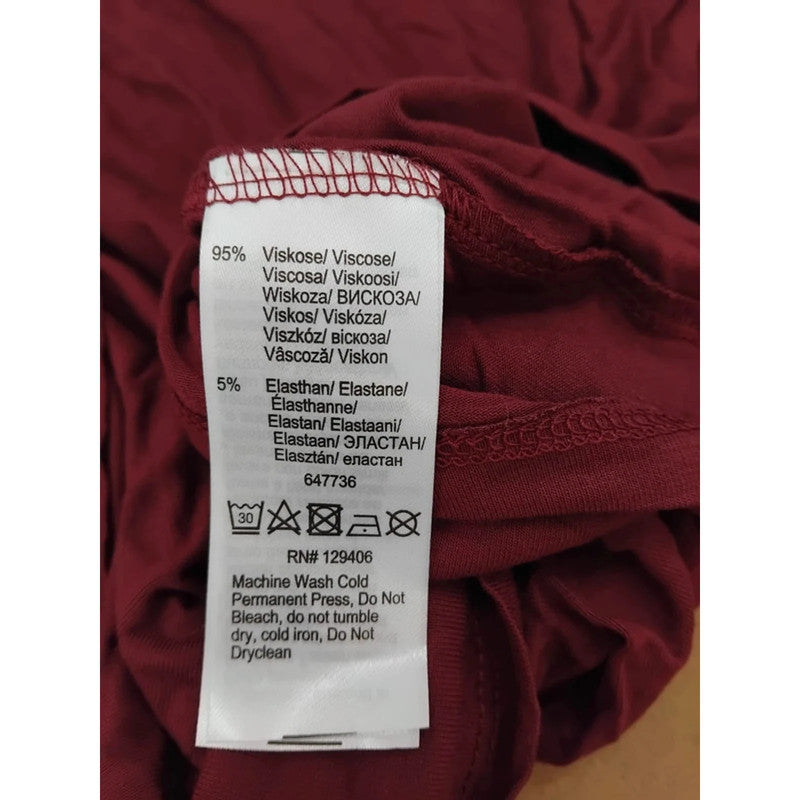 95% Viskose/ Viscose/
Viscosa/ Viskoosi/
Wiskoza/ ВИСКОЗА/
Viskos/ Viskóza/
Viszkóz/ віскоза/
Vâscoză/ Viskon
5% Elasthan/ Elastane/
Élasthanne/
Elastan/ Elastaani/
Elastaan/ ЭЛАСТАН/
Elasztán/ еластан
647736
30
RN# 129406
Machine Wash Cold
Permanent Press, Do Not
Bleach, do not tumble
dry, cold iron, Do Not
Dryclean